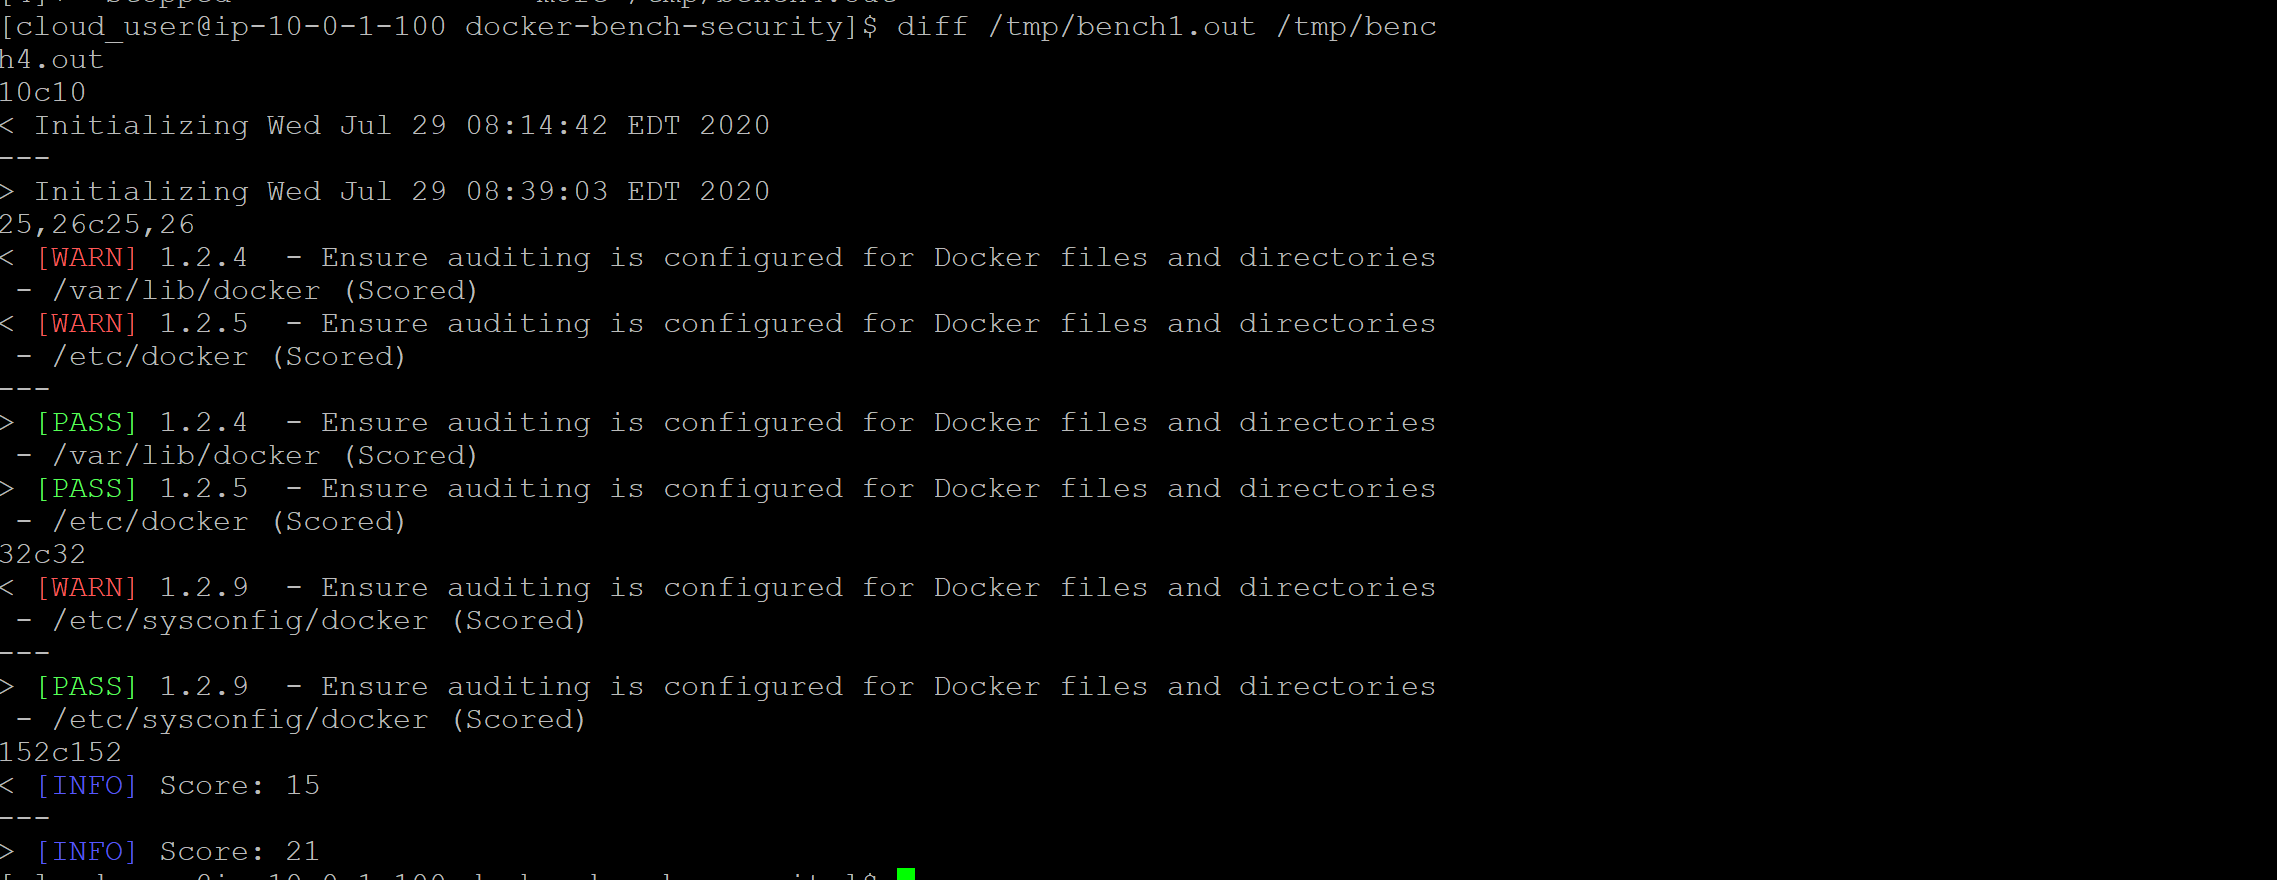 [cloud_user@ip-10-0-1-100 docker-bench-security]$ diff /tmp/bench1.out /tmp/benc
h4.out
10c10
< Initializing Wed Jul 29 08:14:42 EDT 2020
---
> Initializing Wed Jul 29 08:39:03 EDT 2020
25,26c25,26
< [WARN] 1.2.4  - Ensure auditing is configured for Docker files and directories
 - /var/lib/docker (Scored)
< [WARN] 1.2.5  - Ensure auditing is configured for Docker files and directories
 - /etc/docker (Scored)
---
> [PASS] 1.2.4  - Ensure auditing is configured for Docker files and directories
 - /var/lib/docker (Scored)
> [PASS] 1.2.5  - Ensure auditing is configured for Docker files and directories
 - /etc/docker (Scored)
32c32
< [WARN] 1.2.9  - Ensure auditing is configured for Docker files and directories
 - /etc/sysconfig/docker (Scored)
---
> [PASS] 1.2.9  - Ensure auditing is configured for Docker files and directories
 - /etc/sysconfig/docker (Scored)
152c152
< [INFO] Score: 15
---
> [INFO] Score: 21